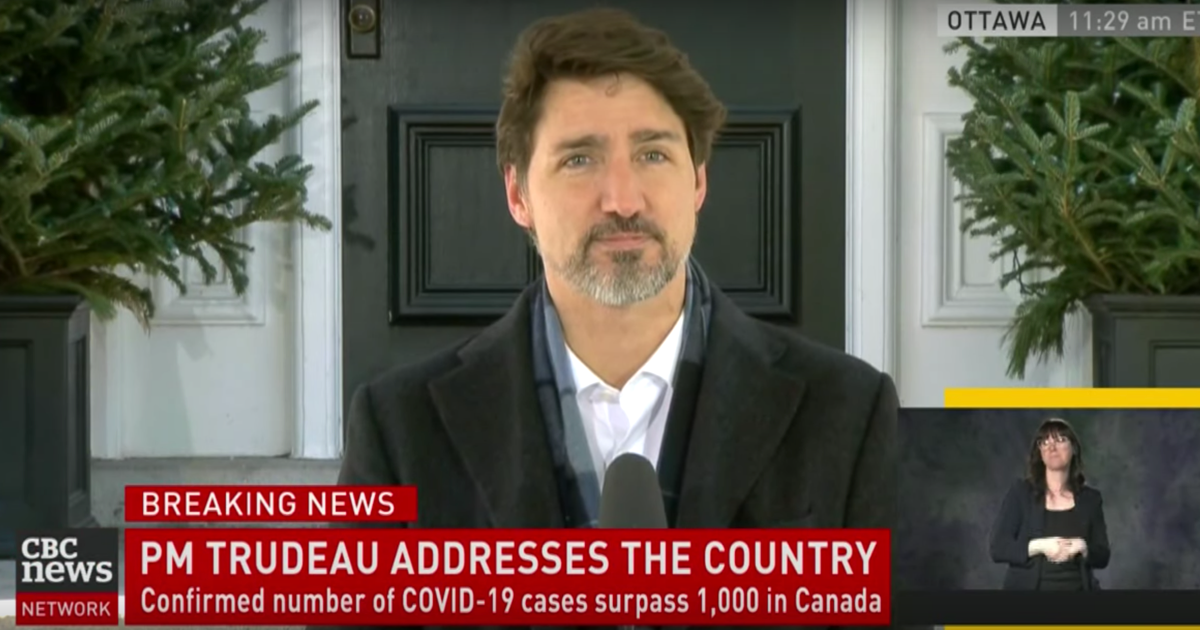 OTTAWA 11:29 am E
BREAKING NEWS
PM TRUDEAU ADDRESSES THE COUNTRY
Confirmed number of COVID-19 cases surpass 1,000 in Canada
CBC
news
NETWORK